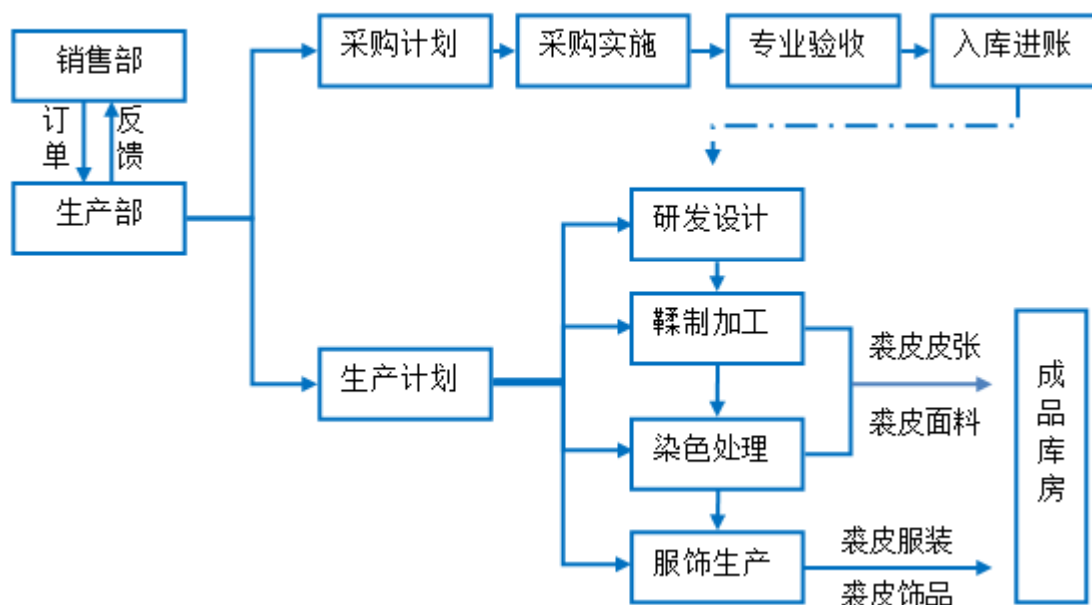 销售部
采购计划
采购实施
专业验收
入库进账
订单
反馈
生产部
研发设计
鞣制加工
裘皮皮张
生产计划
裘皮面料
染色处理
成品库房
服饰生产
裘皮服装
裘皮饰品